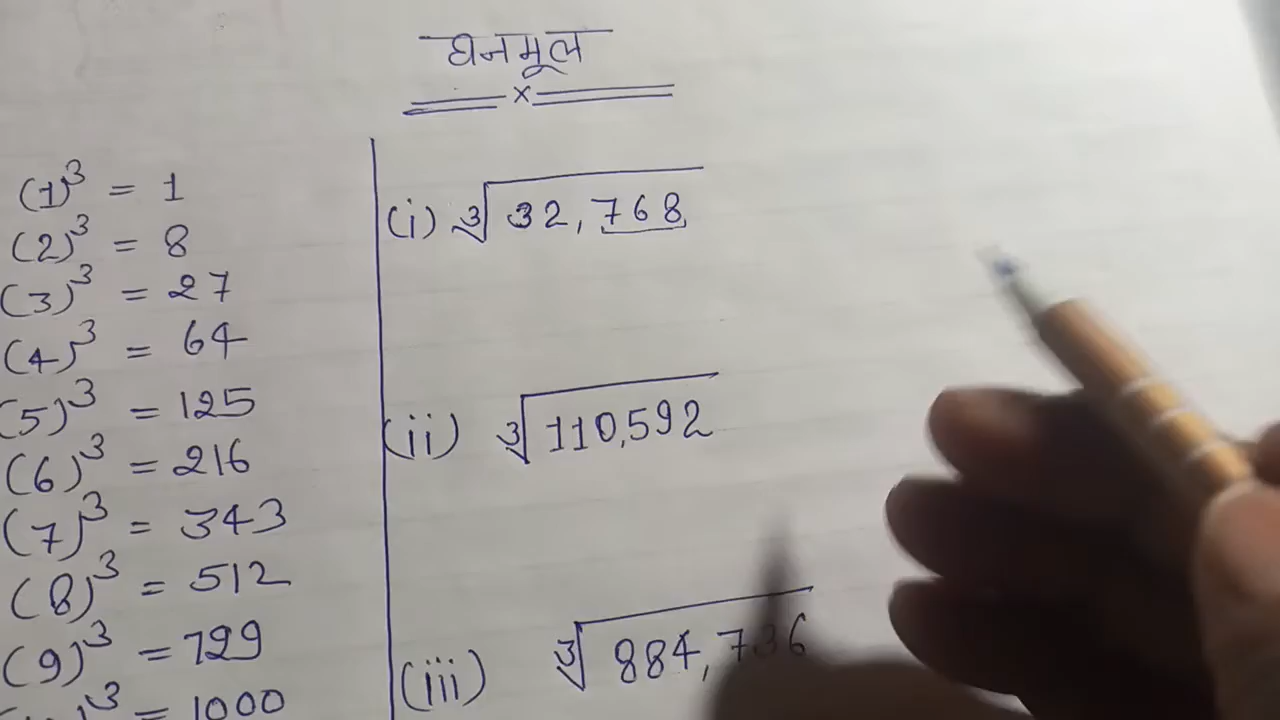 घनमूल
x
(1)³ = 1
(2)³ = 8
(3)³ = 27
(4)³ = 64
(5)³ = 125
(6)³ = 216
(7)³ = 343
(8)³ = 512
(9)³ = 729
)³ = 1000
(i) ∛32,768
(ii) ∛110,592
(iii) ∛884,736